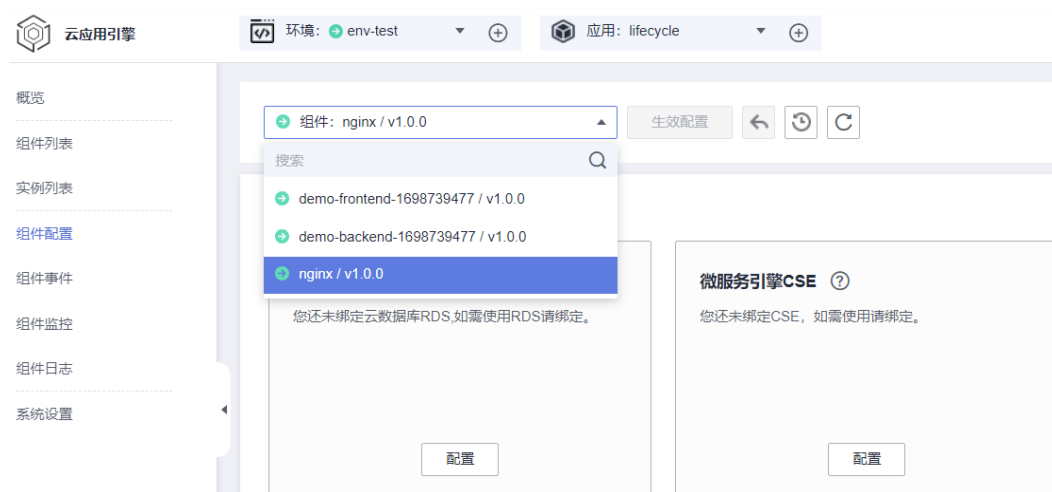 云应用引擎
环境： env-test
应用： lifecycle
概览
组件列表
实例列表
组件配置
组件事件
组件监控
组件日志
系统设置
组件：nginx / v1.0.0
生效配置
搜索
demo-frontend-1698739477 / v1.0.0
demo-backend-1698739477 / v1.0.0
nginx / v1.0.0
您还未绑定云数据库RDS,如需使用RDS请绑定。
配置
微服务引擎CSE
您还未绑定CSE，如需使用请绑定。
配置